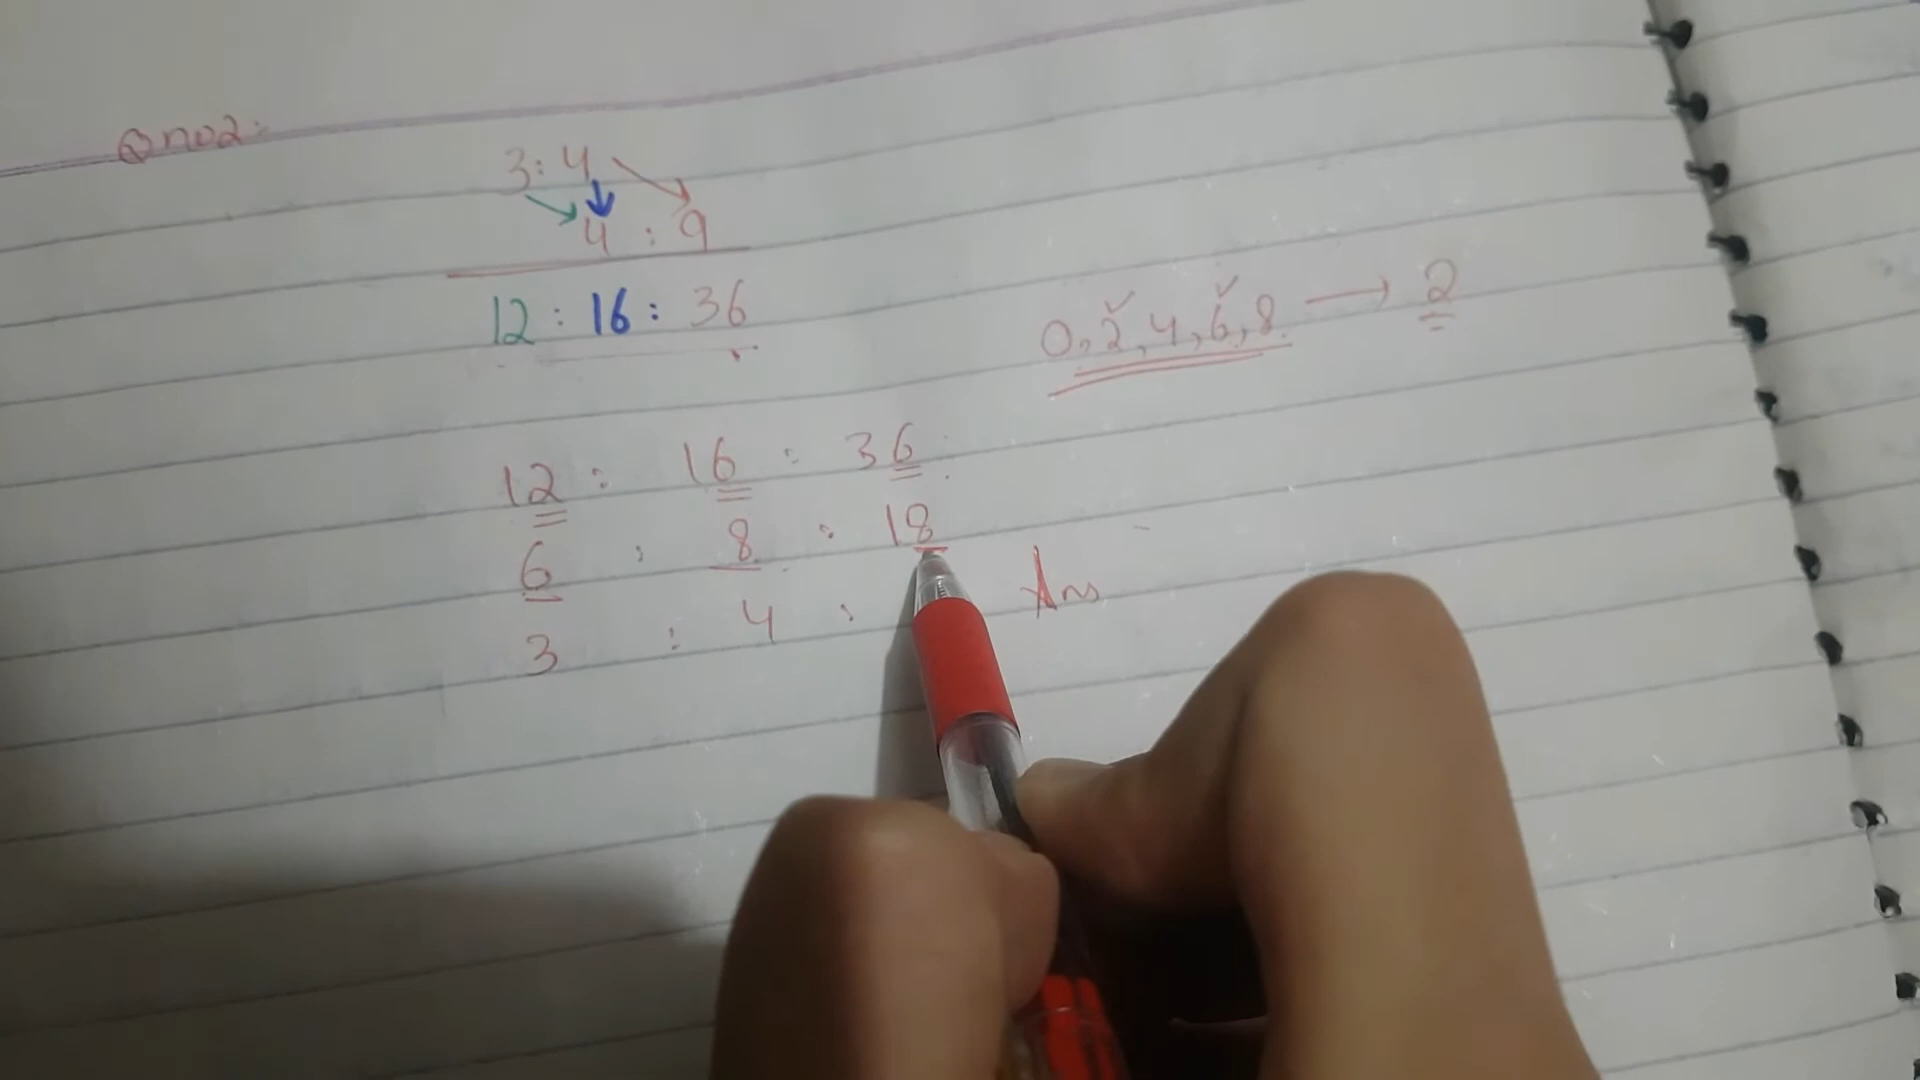 Q no2:
3 : 4
4 : 9
12 : 16 : 36
0, 2, 4, 6, 8 → 2
12 : 16 : 36
6 : 8 : 18
3 : 4 : Ans